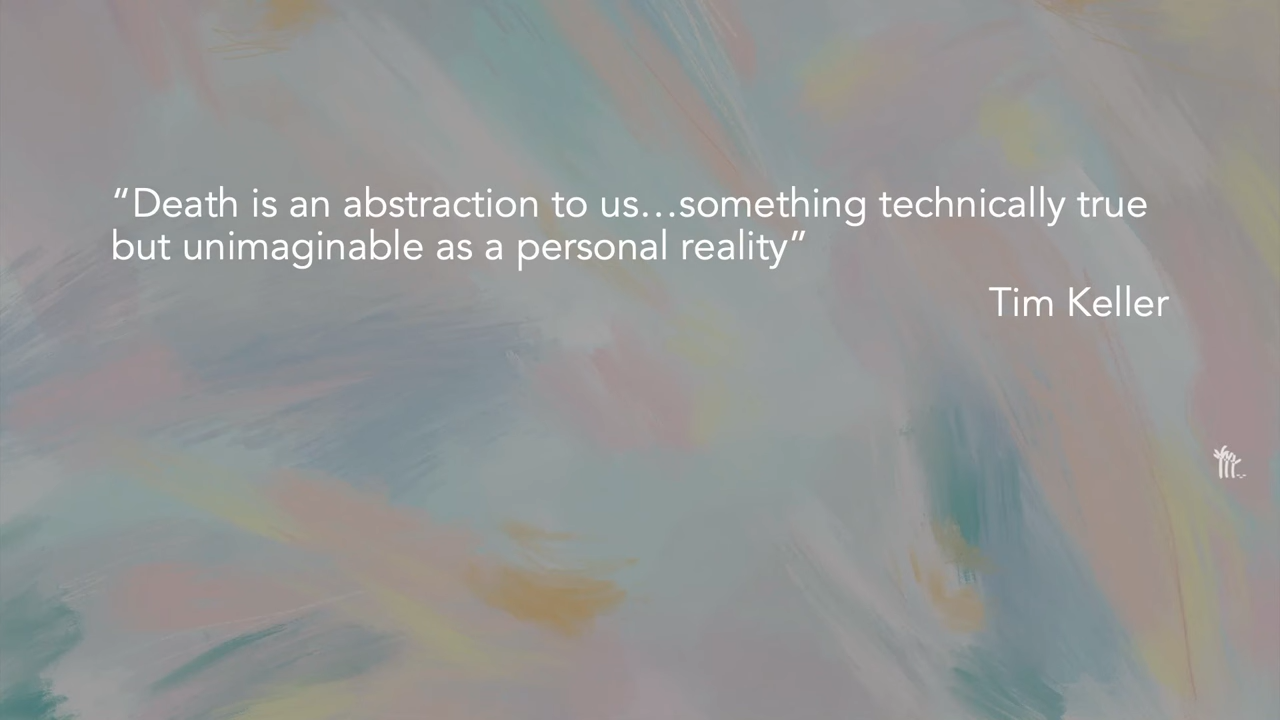 “Death is an abstraction to us…something technically true
but unimaginable as a personal reality”
Tim Keller